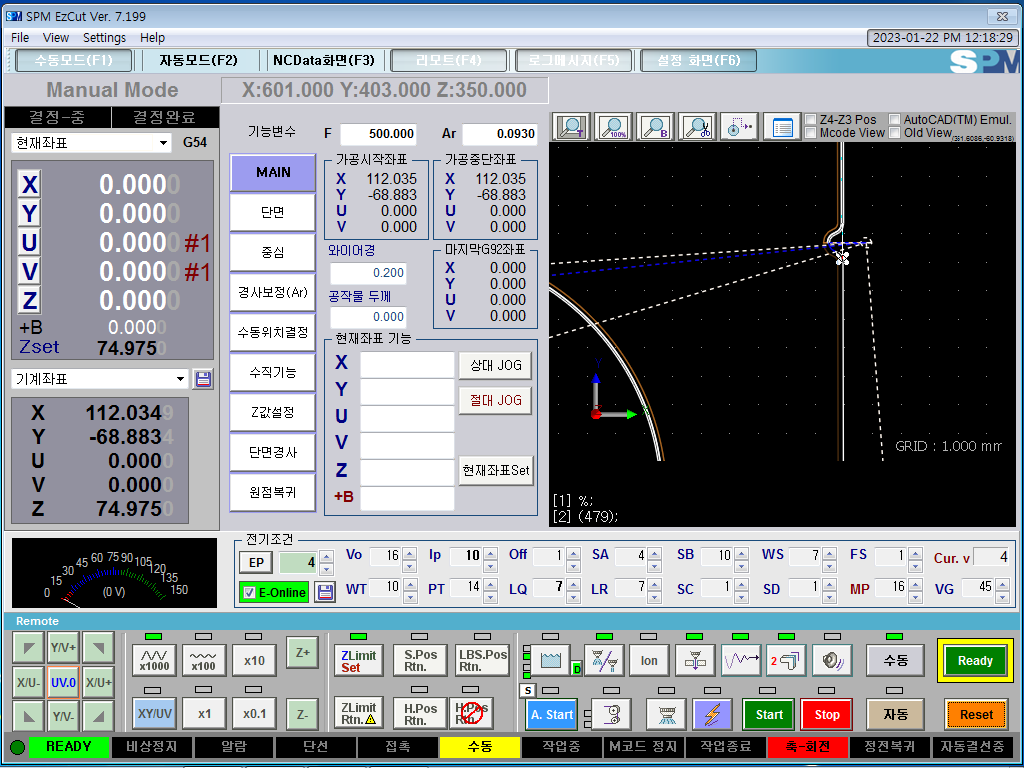 SPM EzCut Ver. 7.199
File View Settings Help
2023-01-22 PM 12:18:29
수동모드(F1) 자동모드(F2) NCData화면(F3) 리모트(F4) 로그메시지(F5) 설정 화면(F6)
SPM
Manual Mode
X:601.000 Y:403.000 Z:350.000
결정-중 결정완료
현재좌표 G54
X 0.0000
Y 0.0000
U 0.0000 #1
V 0.0000 #1
Z 0.0000
+B 0.0000
Zset 74.9750
기계좌표
X 112.0349
Y -68.8834
U 0.0000
V 0.0000
Z 74.9750
기능변수 F 500.000 Ar 0.0930
MAIN
단면
중심
경사보정(Ar)
수동위치결정
수직기능
Z값설정
단면경사
원점복귀
가공시작좌표
X 112.035
Y -68.883
U 0.000
V 0.000
가공중단좌표
X 112.035
Y -68.883
U 0.000
V 0.000
와이어경
0.200
공작물 두께
0.000
마지막G92좌표
X 0.000
Y 0.000
U 0.000
V 0.000
현재좌표 기능
X
Y
U
V
Z
+B
상대 JOG
절대 JOG
현재좌표Set
T 100% B
Z4-Z3 Pos AutoCAD(TM) Emul.
Mcode View Old View
GRID : 1.000 mm
[1] %;
[2] (479);
0 15 30 45 60 75 90 105 120 135 150
(0 V)
전기조건
EP 4
E-Online
Vo 16 Ip 10 Off 1 SA 4 SB 10 WS 7 FS 1 Cur. v 4
WT 10 PT 14 LQ 7 LR 7 SC 1 SD 1 MP 16 VG 45
Remote
Y/V+
X/U- UV.0 X/U+
Y/V-
x1000 x100 x10 Z+
XY/UV x1 x0.1 Z-
ZLimit Set S.Pos Rtn. LBS.Pos Rtn.
ZLimit Rtn. H.Pos Rtn.
D Ion 2 수동 Ready
S A. Start Start Stop 자동 Reset
READY 비상정지 알람 단선 접촉 수동 작업중 M코드 정지 작업종료 축-회전 정전복귀 자동결선중